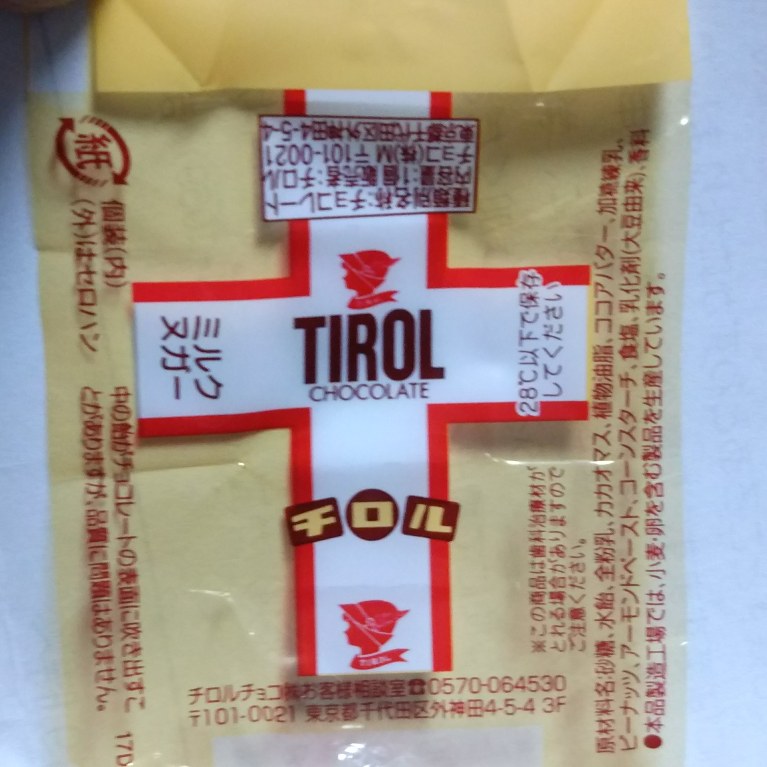 種類別名称:チョコレート
内容量:1個 販売者:チロル
チョコ(株)M 〒101-0021
東京都千代田区外神田4-5-4
紙
個装(内)
(外)はセロハン
TIROL
CHOCOLATE
ミルク
ヌガー
28℃以下で保存
してください
チロル
TIROL
中の飴がチョコレートの表面に吹き出すこ
とがありますが、品質に問題はありません。
※この商品は歯科治療材が
とれる場合がありますので
ご注意ください。
原材料名:砂糖、水飴、全粉乳、カカオマス、植物油脂、ココアバター、加糖練乳、
ピーナッツ、アーモンドペースト、コーンスターチ、食塩、乳化剤(大豆由来)、香料
●本品製造工場では、小麦・卵を含む製品を生産しています。
チロルチョコ㈱お客様相談室☎0570-064530
〒101-0021 東京都千代田区外神田4-5-4 3F